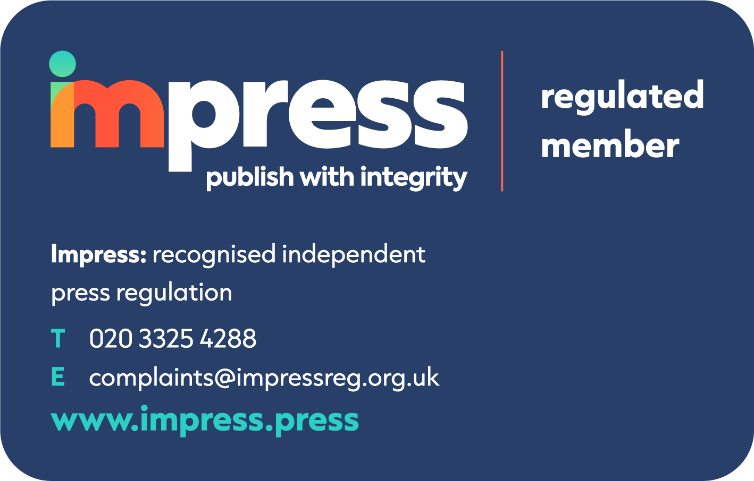 impress
publish with integrity
regulated
member
Impress: recognised independent
press regulation
T 020 3325 4288
E complaints@impressreg.org.uk
www.impress.press